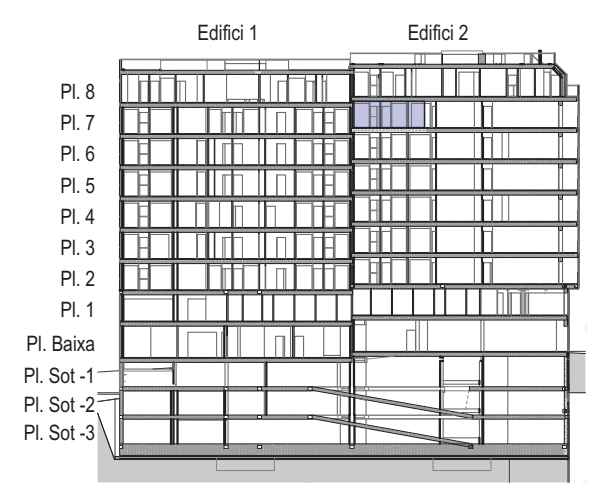 Edifici 1 Edifici 2
Pl. 8
Pl. 7
Pl. 6
Pl. 5
Pl. 4
Pl. 3
Pl. 2
Pl. 1
Pl. Baixa
Pl. Sot -1
Pl. Sot -2
Pl. Sot -3